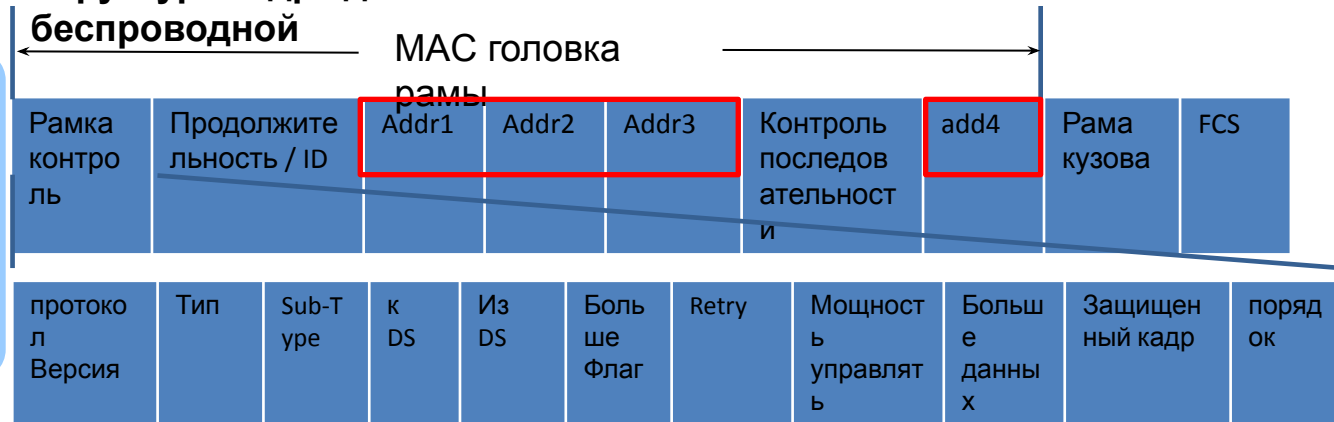 беспроводной
MAC головка
рамы
Рамка
контро
ль
Продолжите
льность / ID
Addr1
Addr2
Addr3
Контроль
последов
ательност
и
add4
Рама
кузова
FCS
протоко
л
Версия
Тип
Sub-T
ype
к
DS
Из
DS
Боль
ше
Флаг
Retry
Мощност
ь
управлят
ь
Больш
е
данны
х
Защищен
ный кадр
поряд
ок